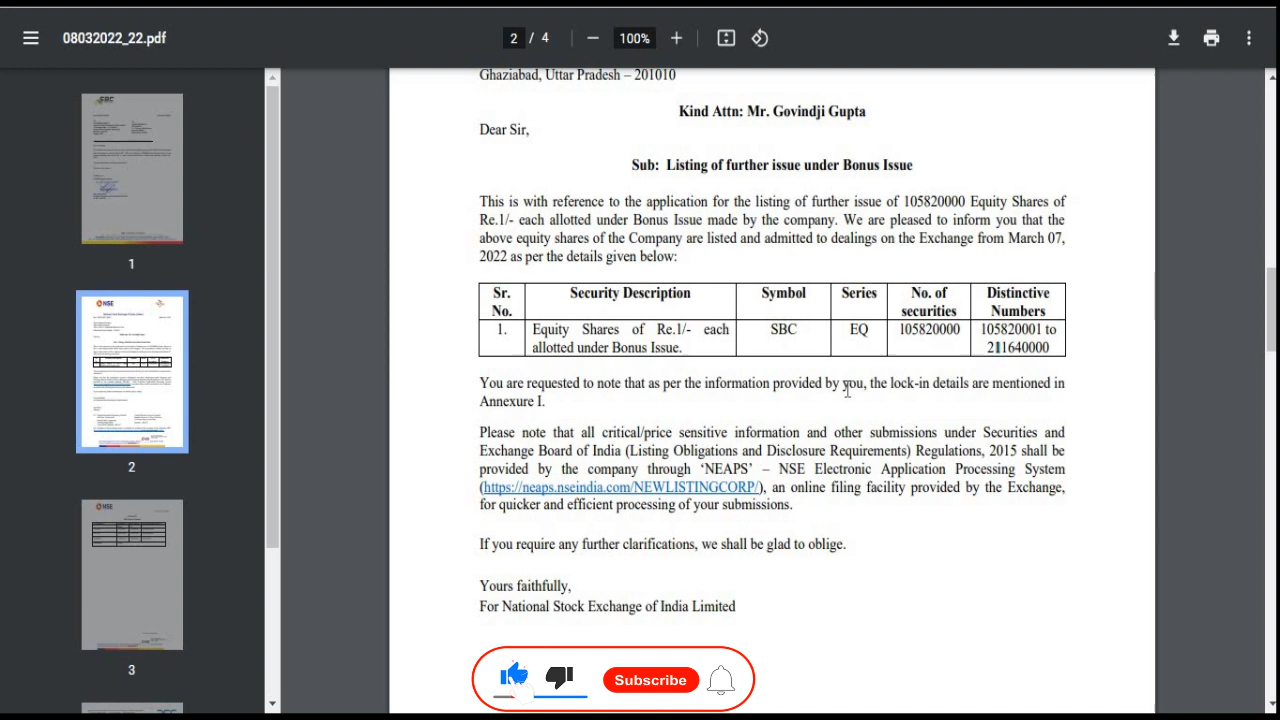 08032022_22.pdf
2 / 4
100%
Ghaziabad, Uttar Pradesh – 201010
Kind Attn: Mr. Govindji Gupta
Dear Sir,
Sub: Listing of further issue under Bonus Issue
This is with reference to the application for the listing of further issue of 105820000 Equity Shares of
Re.1/- each allotted under Bonus Issue made by the company. We are pleased to inform you that the
above equity shares of the Company are listed and admitted to dealings on the Exchange from March 07,
2022 as per the details given below:
Sr. No. Security Description Symbol Series No. of securities Distinctive Numbers
1. Equity Shares of Re.1/- each allotted under Bonus Issue. SBC EQ 105820000 105820001 to 211640000
You are requested to note that as per the information provided by you, the lock-in details are mentioned in
Annexure I.
Please note that all critical/price sensitive information and other submissions under Securities and
Exchange Board of India (Listing Obligations and Disclosure Requirements) Regulations, 2015 shall be
provided by the company through ‘NEAPS’ – NSE Electronic Application Processing System
(https://neaps.nseindia.com/NEWLISTINGCORP/), an online filing facility provided by the Exchange,
for quicker and efficient processing of your submissions.
If you require any further clarifications, we shall be glad to oblige.
Yours faithfully,
For National Stock Exchange of India Limited
Subscribe
SBC
1
NSE
2
NSE
3